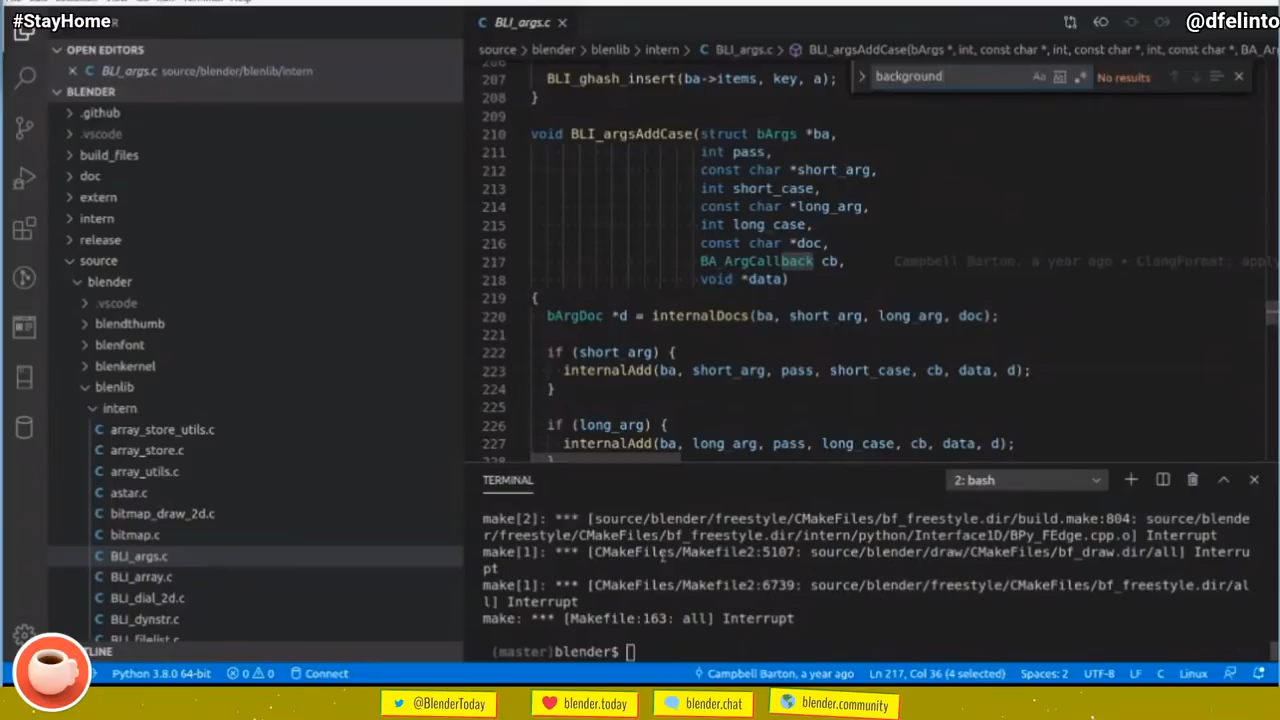 #StayHome
@dfelinto
OPEN EDITORS
BLI_args.c source/blender/blenlib/intern
BLENDER
.github
.vscode
build_files
doc
extern
intern
release
source
blender
.vscode
blendthumb
blenfont
blenkernel
blenlib
intern
array_store_utils.c
array_store.c
array_utils.c
astar.c
bitmap_draw_2d.c
bitmap.c
BLI_args.c
BLI_array.c
BLI_dial_2d.c
BLI_dynstr.c
BLI_filelist.c
BLI_args.c
source > blender > blenlib > intern > BLI_args.c > BLI_argsAddCase(bArgs *, int, const char *, int, const char *, int, const char *, BA_Ar
background
No results
206
207 BLI_ghash_insert(ba->items, key, a);
208 }
209
210 void BLI_argsAddCase(struct bArgs *ba,
211 int pass,
212 const char *short_arg,
213 int short_case,
214 const char *long_arg,
215 int long_case,
216 const char *doc,
217 BA_ArgCallback cb, Campbell Barton, a year ago • ClangFormat: apply
218 void *data)
219 {
220 bArgDoc *d = internalDocs(ba, short_arg, long_arg, doc);
221
222 if (short_arg) {
223 internalAdd(ba, short_arg, pass, short_case, cb, data, d);
224 }
225
226 if (long_arg) {
227 internalAdd(ba, long_arg, pass, long_case, cb, data, d);
228 }
TERMINAL
2: bash
make[2]: *** [source/blender/freestyle/CMakeFiles/bf_freestyle.dir/build.make:804: source/blende
r/freestyle/CMakeFiles/bf_freestyle.dir/intern/python/Interface1D/BPy_FEdge.cpp.o] Interrupt
make[1]: *** [CMakeFiles/Makefile2:5107: source/blender/draw/CMakeFiles/bf_draw.dir/all] Interru
pt
make[1]: *** [CMakeFiles/Makefile2:6739: source/blender/freestyle/CMakeFiles/bf_freestyle.dir/al
l] Interrupt
make: *** [Makefile:163: all] Interrupt
(master)blender$
Python 3.8.0 64-bit
0
0
Connect
Campbell Barton, a year ago
Ln 217, Col 36 (4 selected)
Spaces: 2
UTF-8
LF
C
Linux
@BlenderToday
blender.today
blender.chat
blender.community